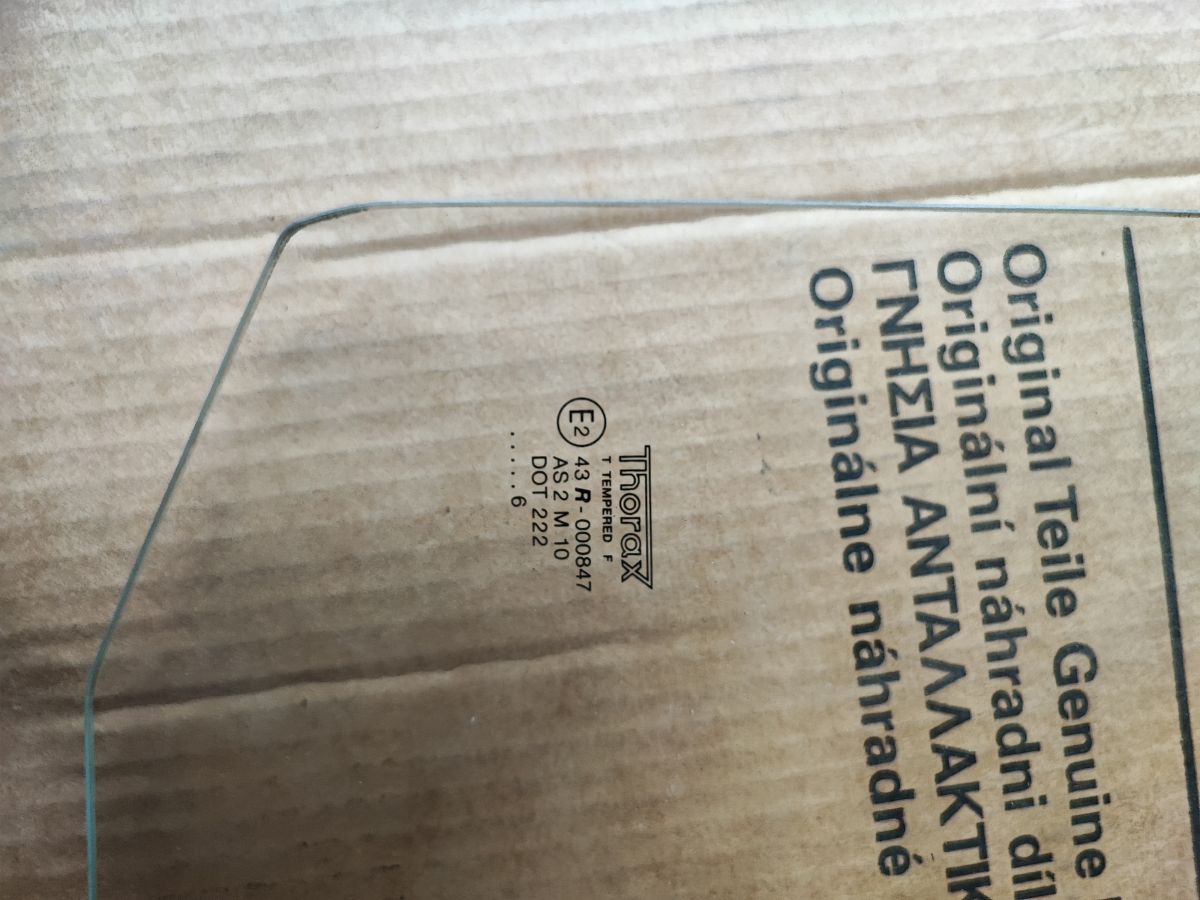 Original Teile Genuine
Originální náhradni díl
ΓΝΗΣΙΑ ΑΝΤΑΛΛΑΚΤΙΚ
Originálne náhradné
Thorax
T TEMPERED F
E2 43 R - 000847
AS 2 M 10
DOT 222
.....6